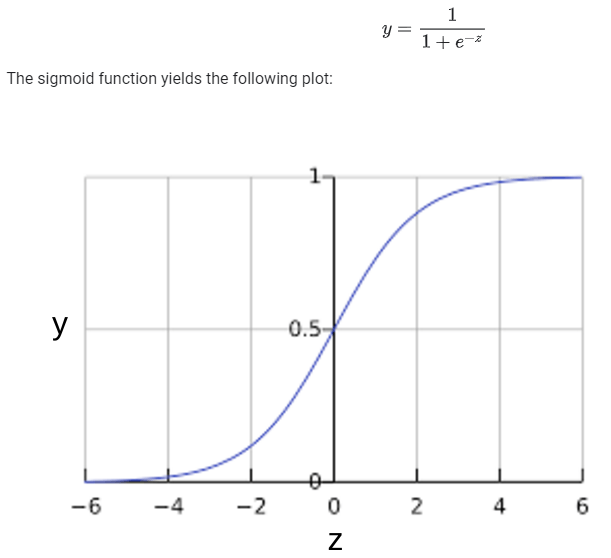 y = 1 / (1 + e^{-z})
The sigmoid function yields the following plot:
1
y 0.5
0
−6 −4 −2 0 2 4 6
z